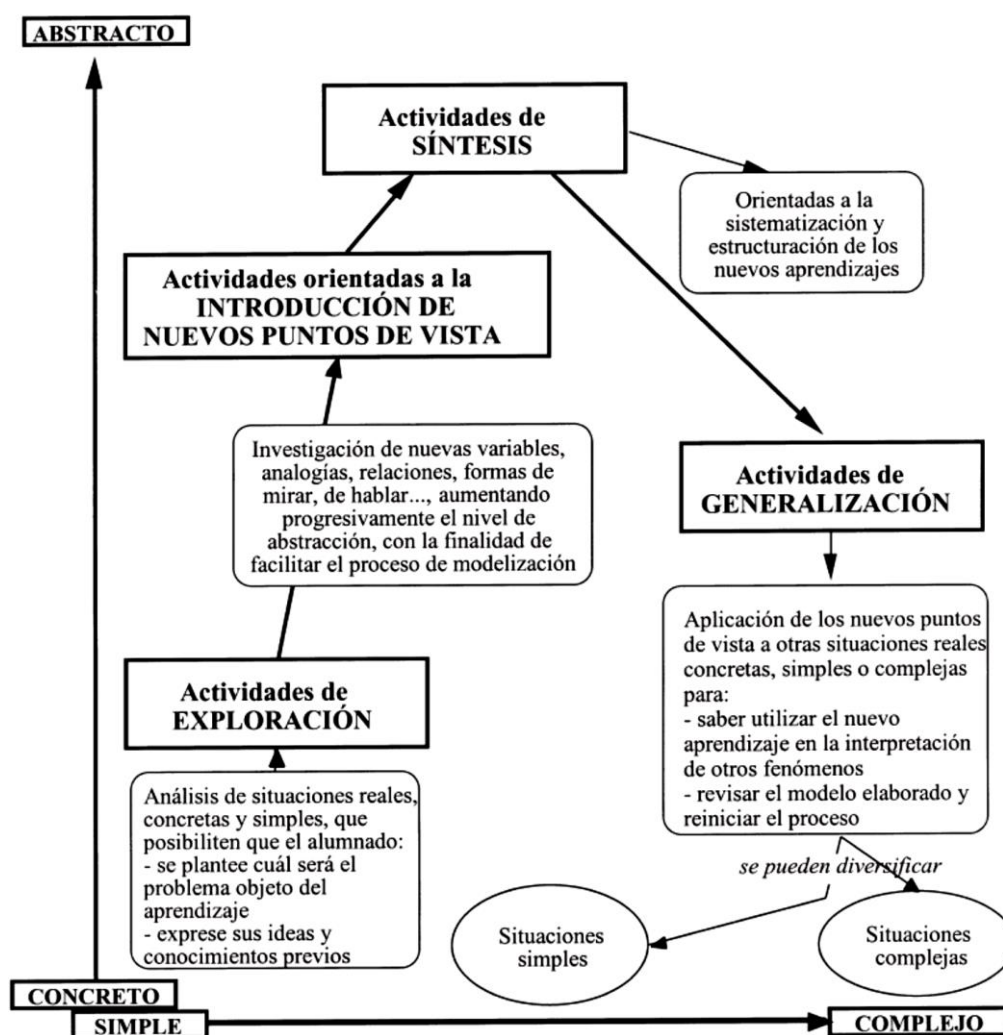 ABSTRACTO
Actividades de
SÍNTESIS
Orientadas a la
sistematización y
estructuración de los
nuevos aprendizajes
Actividades orientadas a la
INTRODUCCIÓN DE
NUEVOS PUNTOS DE VISTA
Investigación de nuevas variables,
analogías, relaciones, formas de
mirar, de hablar..., aumentando
progresivamente el nivel de
abstracción, con la finalidad de
facilitar el proceso de modelización
Actividades de
GENERALIZACIÓN
Aplicación de los nuevos puntos
de vista a otras situaciones reales
concretas, simples o complejas
para:
- saber utilizar el nuevo
aprendizaje en la interpretación
de otros fenómenos
- revisar el modelo elaborado y
reiniciar el proceso
Actividades de
EXPLORACIÓN
Análisis de situaciones reales,
concretas y simples, que
posibiliten que el alumnado:
- se plantee cuál será el
problema objeto del
aprendizaje
- exprese sus ideas y
conocimientos previos
se pueden diversificar
Situaciones
simples
Situaciones
complejas
CONCRETO
SIMPLE
COMPLEJO